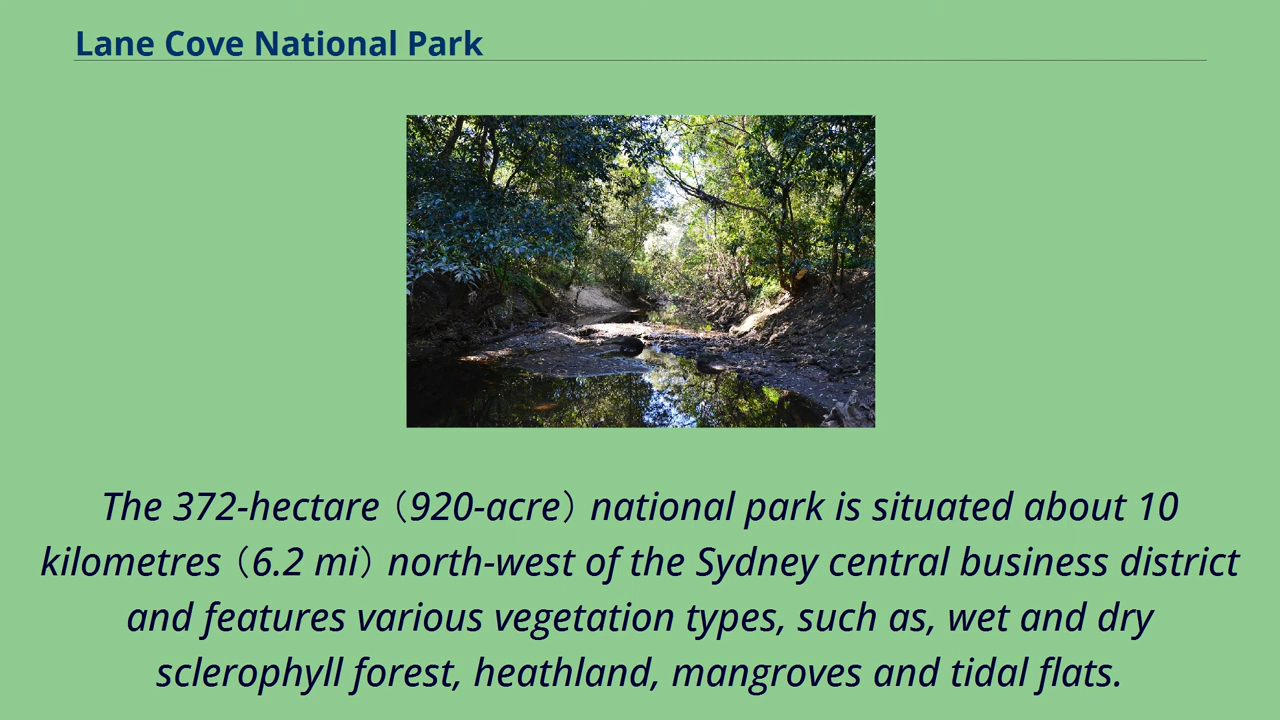 Lane Cove National Park
The 372-hectare (920-acre) national park is situated about 10
kilometres (6.2 mi) north-west of the Sydney central business district
and features various vegetation types, such as, wet and dry
sclerophyll forest, heathland, mangroves and tidal flats.